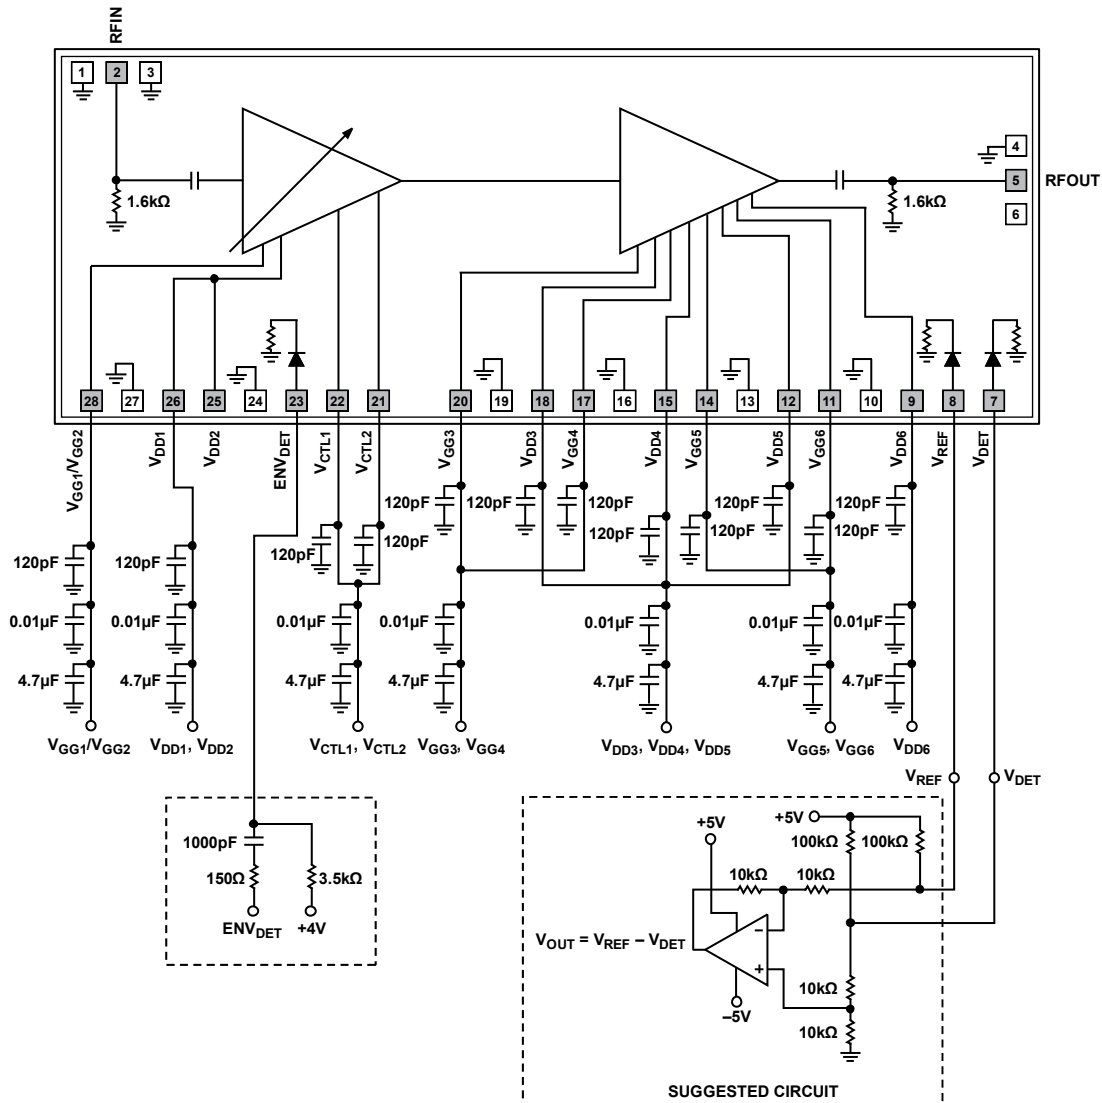 RFIN
1 2 3
4
5 RFOUT
6
1.6kΩ 1.6kΩ
28 27 26 25 24 23 22 21 20 19 18 17 16 15 14 13 12 11 10 9 8 7
VGG1/VGG2 VDD1 VDD2 ENVDET VCTL1 VCTL2 VGG3 VDD3 VGG4 VDD4 VGG5 VDD5 VGG6 VDD6 VREF VDET
120pF 120pF 120pF 120pF 120pF
120pF 120pF 120pF 120pF 120pF 120pF
120pF 120pF
0.01µF 0.01µF 0.01µF 0.01µF 0.01µF 0.01µF 0.01µF
4.7µF 4.7µF 4.7µF 4.7µF 4.7µF 4.7µF 4.7µF
VGG1/VGG2 VDD1, VDD2 VCTL1, VCTL2 VGG3, VGG4 VDD3, VDD4, VDD5 VGG5, VGG6 VDD6
VREF VDET
1000pF
150Ω 3.5kΩ
ENVDET +4V
+5V +5V
100kΩ 100kΩ
10kΩ 10kΩ
–
VOUT = VREF – VDET
+
10kΩ
–5V
10kΩ
SUGGESTED CIRCUIT